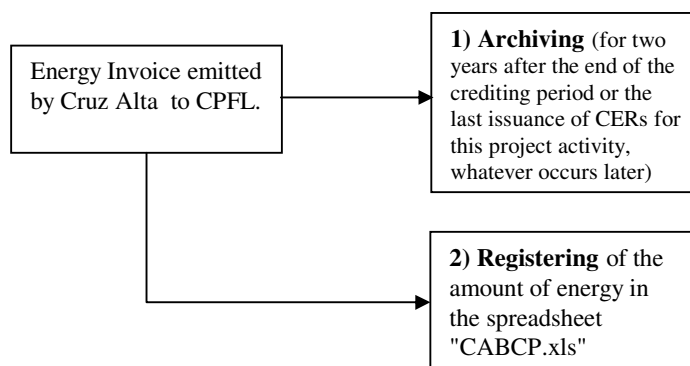 Energy Invoice emitted
by Cruz Alta to CPFL.
1) Archiving (for two
years after the end of the
crediting period or the
last issuance of CERs for
this project activity,
whatever occurs later)
2) Registering of the
amount of energy in
the spreadsheet
"CABCP.xls"